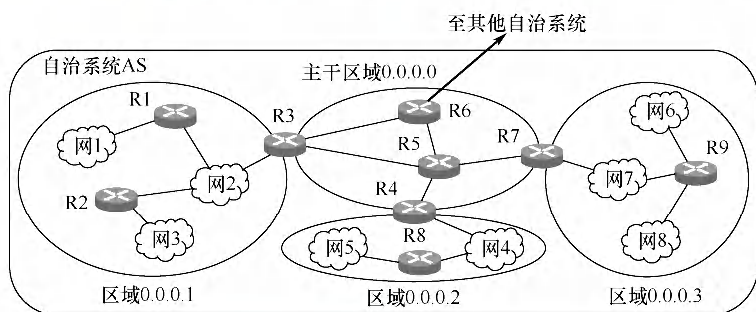 至其他自治系统
自治系统AS
主干区域0.0.0.0
R1
R3
R6
网6
网1
R5
R7
R9
网2
网7
R2
R4
网3
R8
网5
网4
网8
区域0.0.0.1
区域0.0.0.2
区域0.0.0.3